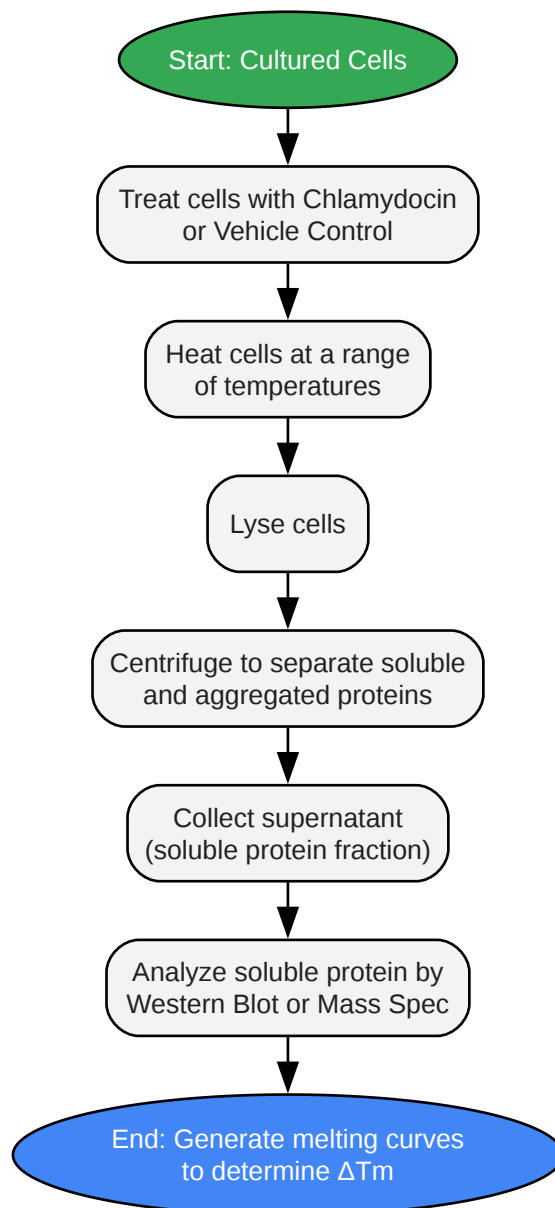 Start: Cultured Cells
Treat cells with Chlamydocin
or Vehicle Control
Heat cells at a range
of temperatures
Lyse cells
Centrifuge to separate soluble
and aggregated proteins
Collect supernatant
(soluble protein fraction)
Analyze soluble protein by
Western Blot or Mass Spec
End: Generate melting curves
to determine ΔTm